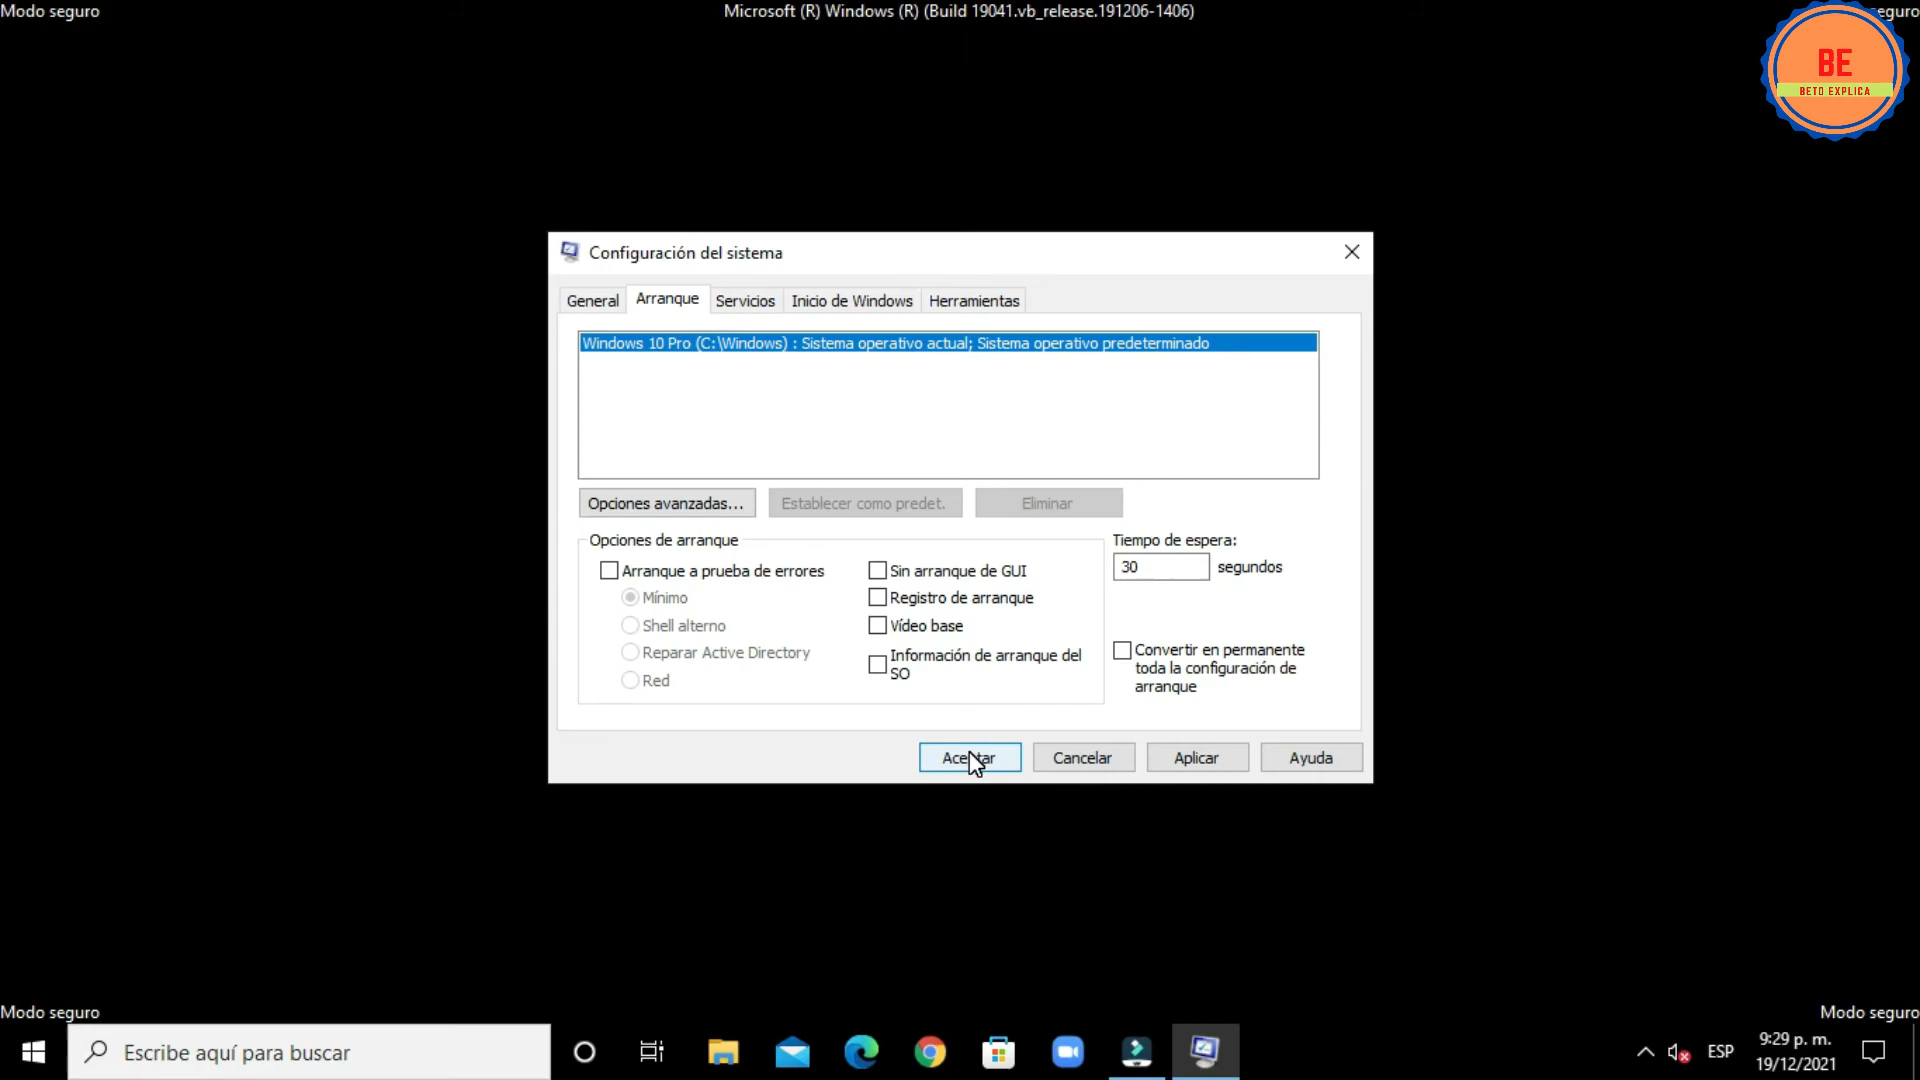 Modo seguro
Microsoft (R) Windows (R) (Build 19041.vb_release.191206-1406)
eguro
BE
BETO EXPLICA
Configuración del sistema
General
Arranque
Servicios
Inicio de Windows
Herramientas
Windows 10 Pro (C:\Windows) : Sistema operativo actual; Sistema operativo predeterminado
Opciones avanzadas...
Establecer como predet.
Eliminar
Opciones de arranque
Arranque a prueba de errores
Mínimo
Shell alterno
Reparar Active Directory
Red
Sin arranque de GUI
Registro de arranque
Vídeo base
Información de arranque del
SO
Tiempo de espera:
30 segundos
Convertir en permanente
toda la configuración de
arranque
Aceptar
Cancelar
Aplicar
Ayuda
Modo seguro
Modo seguro
Escribe aquí para buscar
ESP
9:29 p. m.
19/12/2021